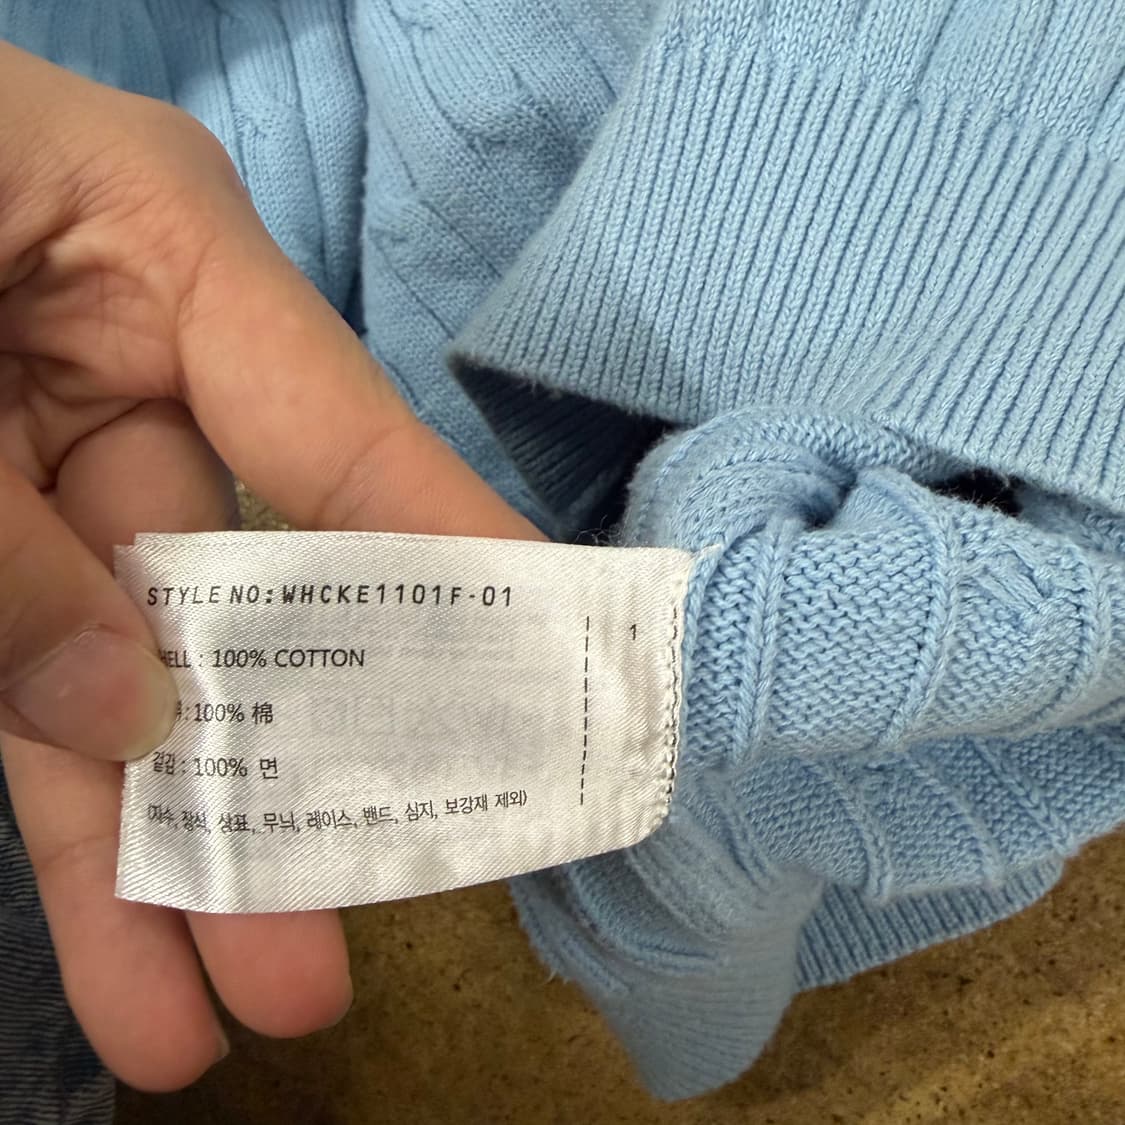 STYLE NO:WHCKE1101F-01
1
HELL : 100% COTTON
:100% 棉
겉감 : 100% 면
(자수, 장식, 상표, 무늬, 레이스, 밴드, 심지, 보강재 제외)